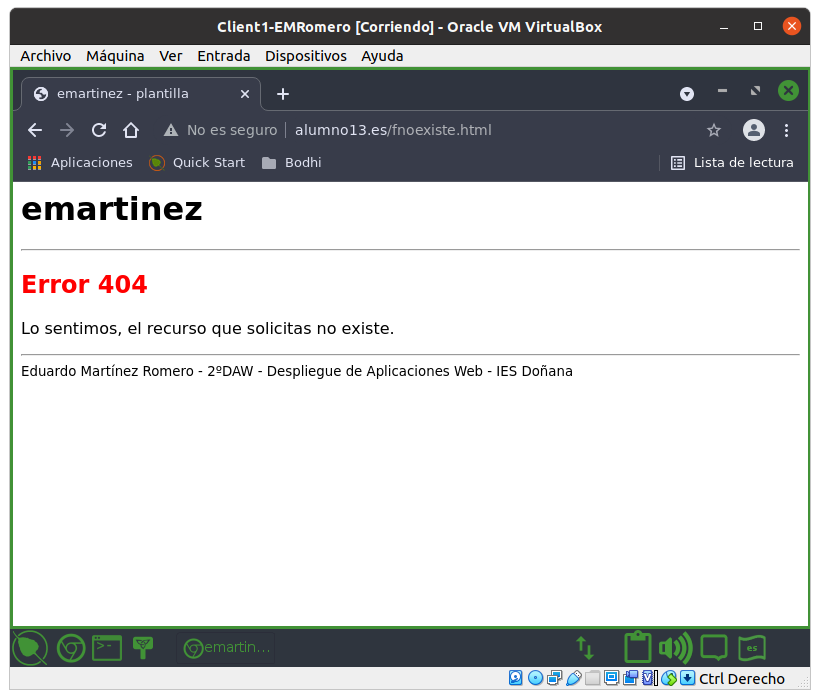 Client1-EMRomero [Corriendo] - Oracle VM VirtualBox
Archivo Máquina Ver Entrada Dispositivos Ayuda
emartinez - plantilla
No es seguro alumno13.es/fnoexiste.html
Aplicaciones Quick Start Bodhi Lista de lectura
emartinez
Error 404
Lo sentimos, el recurso que solicitas no existe.
Eduardo Martínez Romero - 2ºDAW - Despliegue de Aplicaciones Web - IES Doñana
emartin... es
Ctrl Derecho